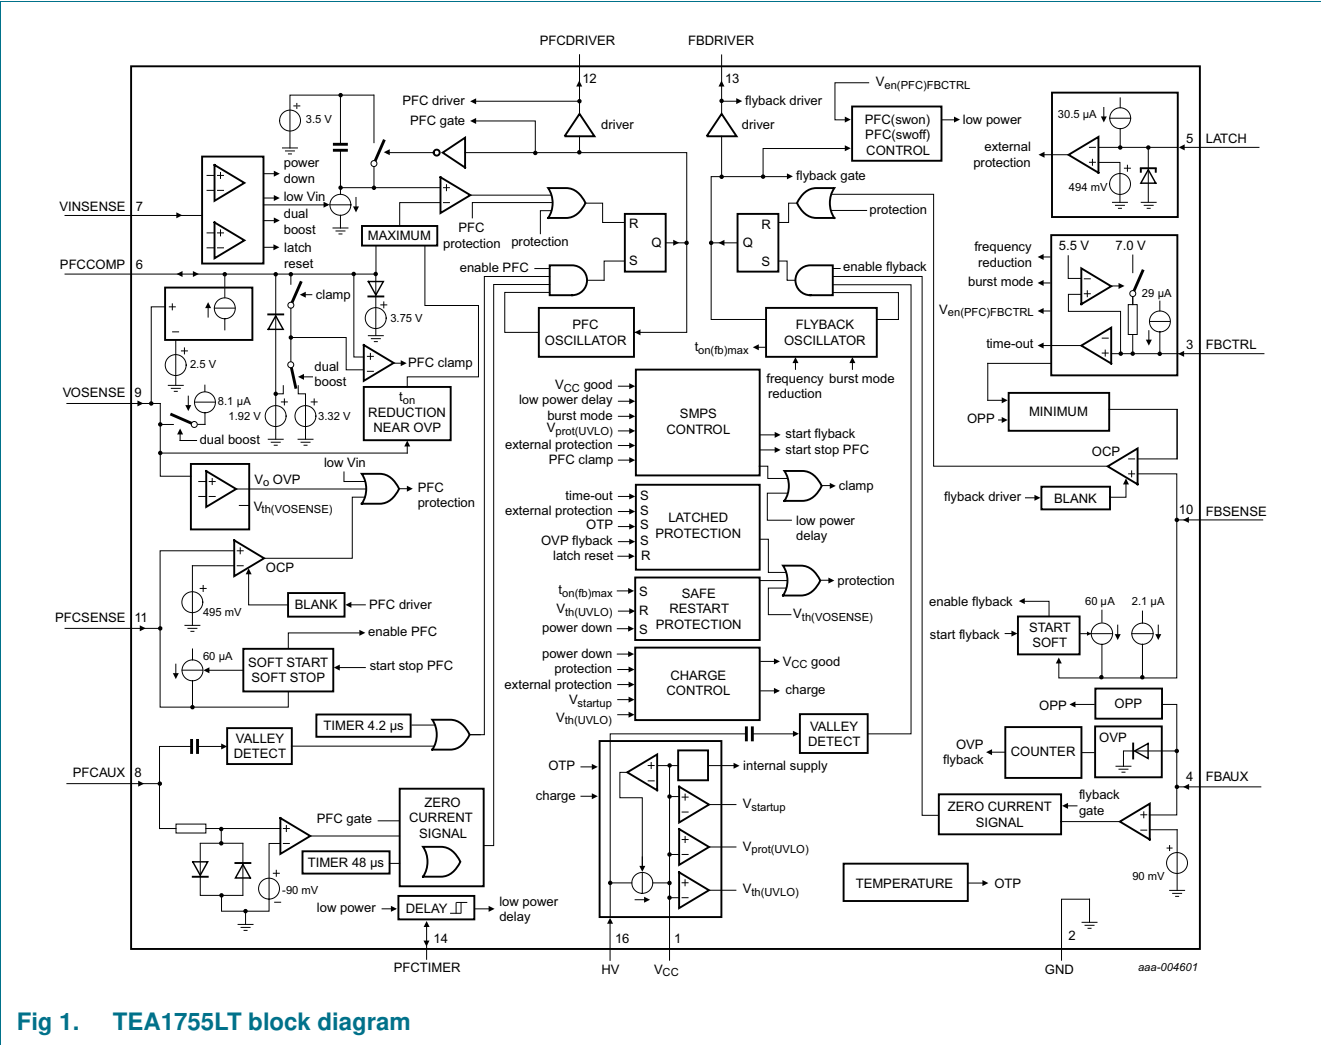 PFCDRIVER
FBDRIVER
12
13
PFC driver
PFC gate
driver
flyback driver
driver
Ven(PFC)FBCTRL
PFC(swon)
PFC(swoff)
CONTROL
low power
30.5 µA
5
LATCH
external
protection
494 mV
3.5 V
power
down
low Vin
dual
boost
latch
reset
VINSENSE
7
flyback gate
PFC
protection
protection
R
Q
S
R
Q
S
protection
MAXIMUM
PFCCOMP
6
enable PFC
enable flyback
frequency
reduction
burst mode
Ven(PFC)FBCTRL
time-out
5.5 V
7.0 V
29 µA
3
FBCTRL
clamp
3.75 V
+
−
2.5 V
PFC clamp
dual
boost
PFC
OSCILLATOR
FLYBACK
OSCILLATOR
ton(fb)max
frequency
reduction
burst mode
VOSENSE
9
8.1 µA
1.92 V
3.32 V
dual boost
ton
REDUCTION
NEAR OVP
VCC good
low power delay
burst mode
Vprot(UVLO)
external protection
PFC clamp
SMPS
CONTROL
start flyback
start stop PFC
OPP
MINIMUM
OCP
flyback driver
BLANK
10
FBSENSE
low Vin
Vo OVP
Vth(VOSENSE)
PFC
protection
clamp
low power
delay
time-out
external protection
OTP
OVP flyback
latch reset
S
S
S
S
R
LATCHED
PROTECTION
OCP
495 mV
BLANK
PFC driver
ton(fb)max
Vth(UVLO)
power down
S
R
S
SAFE
RESTART
PROTECTION
protection
Vth(VOSENSE)
PFCSENSE
11
enable PFC
60 µA
SOFT START
SOFT STOP
start stop PFC
enable flyback
start flyback
START
SOFT
60 µA
2.1 µA
power down
protection
external protection
Vstartup
Vth(UVLO)
CHARGE
CONTROL
VCC good
charge
TIMER 4.2 µs
VALLEY
DETECT
VALLEY
DETECT
OPP
OPP
OVP
flyback
COUNTER
OVP
PFCAUX
8
OTP
charge
internal supply
Vstartup
Vprot(UVLO)
Vth(UVLO)
4
FBAUX
flyback
gate
ZERO CURRENT
SIGNAL
90 mV
PFC gate
TIMER 48 µs
ZERO
CURRENT
SIGNAL
-90 mV
low power
DELAY
low power
delay
TEMPERATURE
OTP
14
PFCTIMER
16
HV
1
VCC
2
GND
aaa-004601
Fig 1. TEA1755LT block diagram